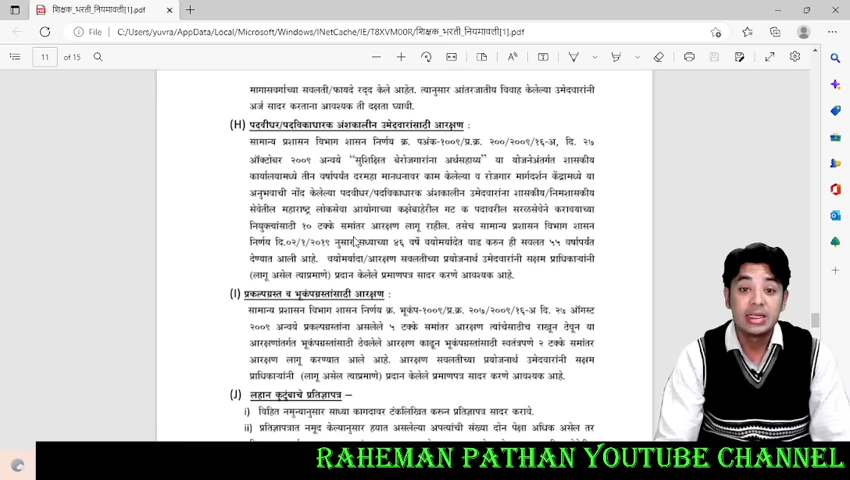 शिक्षक_भरती_नियमावली[1].pdf
File
C:/Users/yuvra/AppData/Local/Microsoft/Windows/INetCache/IE/T8XVM00R/शिक्षक_भरती_नियमावली[1].pdf
11 of 15
मागासवर्गाच्या सवलती/फायदे रद्द केले आहेत. त्यानुसार आंतरजातीय विवाह केलेल्या उमेदवारांनी
अर्ज सादर करताना आवश्यक ती दक्षता घ्यावी.
(H) पदवीधर/पदविकाधारक अंशकालीन उमेदवारांसाठी आरक्षण :
सामान्य प्रशासन विभाग शासन निर्णय क्र. पअंक-१००९/प्र.क्र. २००/२००९/१६-अ, दि. २७
ऑक्टोबर २००९ अन्वये "सुशिक्षित बेरोजगारांना अर्थसहाय्य" या योजनेअंतर्गत शासकीय
कार्यालयामध्ये तीन वर्षापर्यंत दरमहा मानधनावर काम केलेल्या व रोजगार मार्गदर्शन केंद्रामध्ये या
अनुभवाची नोंद केलेल्या पदवीधर/पदविकाधारक अंशकालीन उमेदवारांना शासकीय/निमशासकीय
सेवेतील महाराष्ट्र लोकसेवा आयोगाच्या कक्षेबाहेरील गट क पदावरील सरळसेवेने करावयाच्या
नियुक्त्यांसाठी १० टक्के समांतर आरक्षण लागू राहील. तसेच सामान्य प्रशासन विभाग शासन
निर्णय दि.०२/१/२०१९ नुसार सध्याच्या ४६ वर्षे वयोमर्यादेत वाढ करुन ही सवलत ५५ वर्षापर्यंत
देण्यात आली आहे. वयोमर्यादा/आरक्षण सवलतीच्या प्रयोजनार्थ उमेदवारांनी सक्षम प्राधिकाऱ्यांनी
(लागू असेल त्याप्रमाणे) प्रदान केलेले प्रमाणपत्र सादर करणे आवश्यक आहे.
(I) प्रकल्पग्रस्त व भूकंपग्रस्तांसाठी आरक्षण :
सामान्य प्रशासन विभाग शासन निर्णय क्र. भूकंप-१००९/प्र.क्र. २०७/२००९/१६-अ दि. २७ ऑगस्ट
२००९ अन्वये प्रकल्पग्रस्तांना असलेले ५ टक्के समांतर आरक्षण त्यांचेसाठीच राखून ठेवून या
आरक्षणांतर्गत भूकंपग्रस्तांसाठी ठेवलेले आरक्षण काढून भूकंपग्रस्तांसाठी स्वतंत्रपणे २ टक्के समांतर
आरक्षण लागू करण्यात आले आहे. आरक्षण सवलतीच्या प्रयोजनार्थ उमेदवारांनी सक्षम
प्राधिकाऱ्यांनी (लागू असेल त्याप्रमाणे) प्रदान केलेले प्रमाणपत्र सादर करणे आवश्यक आहे.
(J) लहान कुटुंबाचे प्रतिज्ञापत्र –
i) विहित नमुन्यानुसार साध्या कागदावर टंकलिखित करून प्रतिज्ञापत्र सादर करावे.
ii) प्रतिज्ञापत्रात नमूद केल्यानुसार हयात असलेल्या अपत्यांची संख्या दोन पेक्षा अधिक असेल तर
RAHEMAN PATHAN YOUTUBE CHANNEL